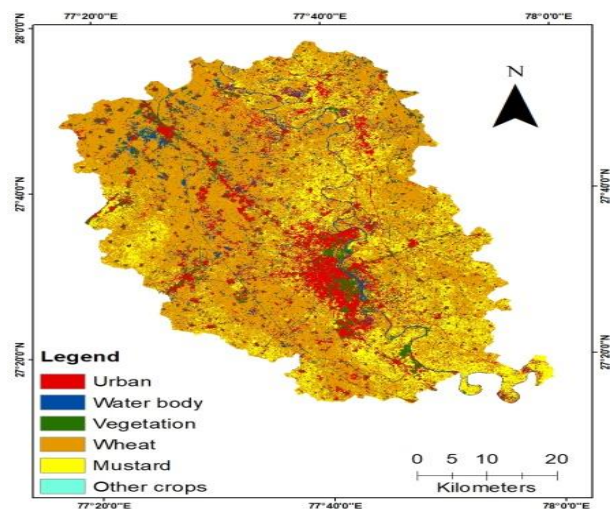 77°20'0"E 77°40'0"E 78°0'0"E
28°0'0"N
N
27°40'0"N 27°40'0"N
27°20'0"N 27°20'0"N
Legend
Urban
Water body
Vegetation
Wheat
Mustard
Other crops
0 5 10 20
Kilometers
77°20'0"E 77°40'0"E 78°0'0"E